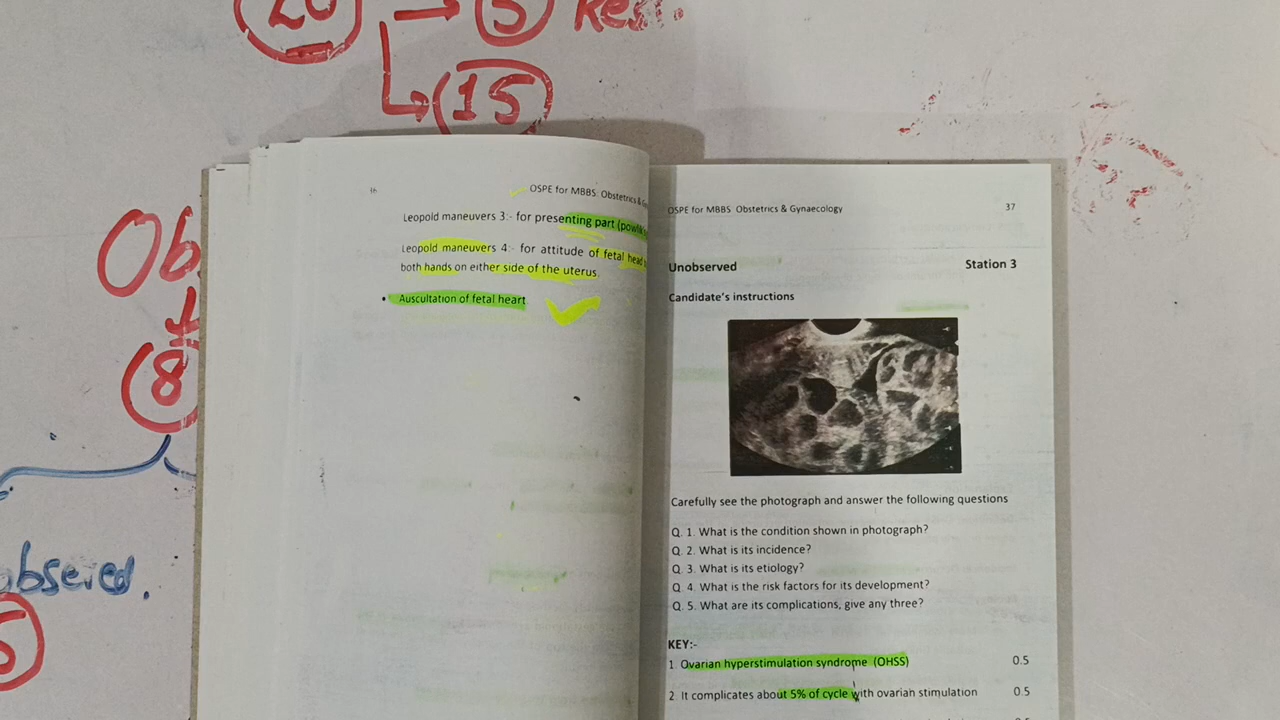 20 → 5 Rest.
15
Ob
8
obsered.
5
36
OSPE for MBBS: Obstetrics &
Leopold maneuvers 3:- for presenting part
Leopold maneuvers 4:- for attitude of fetal head
both hands on either side of the uterus.
• Auscultation of fetal heart
OSPE for MBBS Obstetrics & Gynaecology 37
Unobserved Station 3
Candidate's instructions
Carefully see the photograph and answer the following questions
Q. 1. What is the condition shown in photograph?
Q. 2. What is its incidence?
Q. 3. What is its etiology?
Q. 4. What is the risk factors for its development?
Q. 5. What are its complications, give any three?
KEY:-
1. Ovarian hyperstimulation syndrome (OHSS) 0.5
2. It complicates about 5% of cycle with ovarian stimulation 0.5